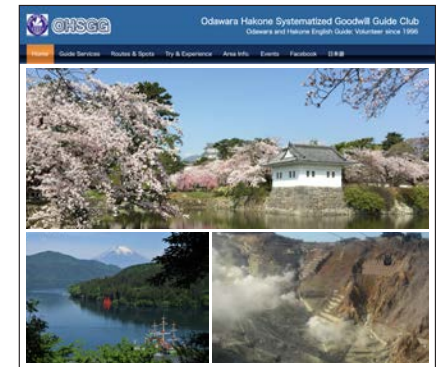 OHSGG
Odawara Hakone Systematized Goodwill Guide Club
Odawara and Hakone English Guide: Volunteer since 1996
Home Guide Services Routes & Spots Try & Experience Area Info. Events Facebook 日本語